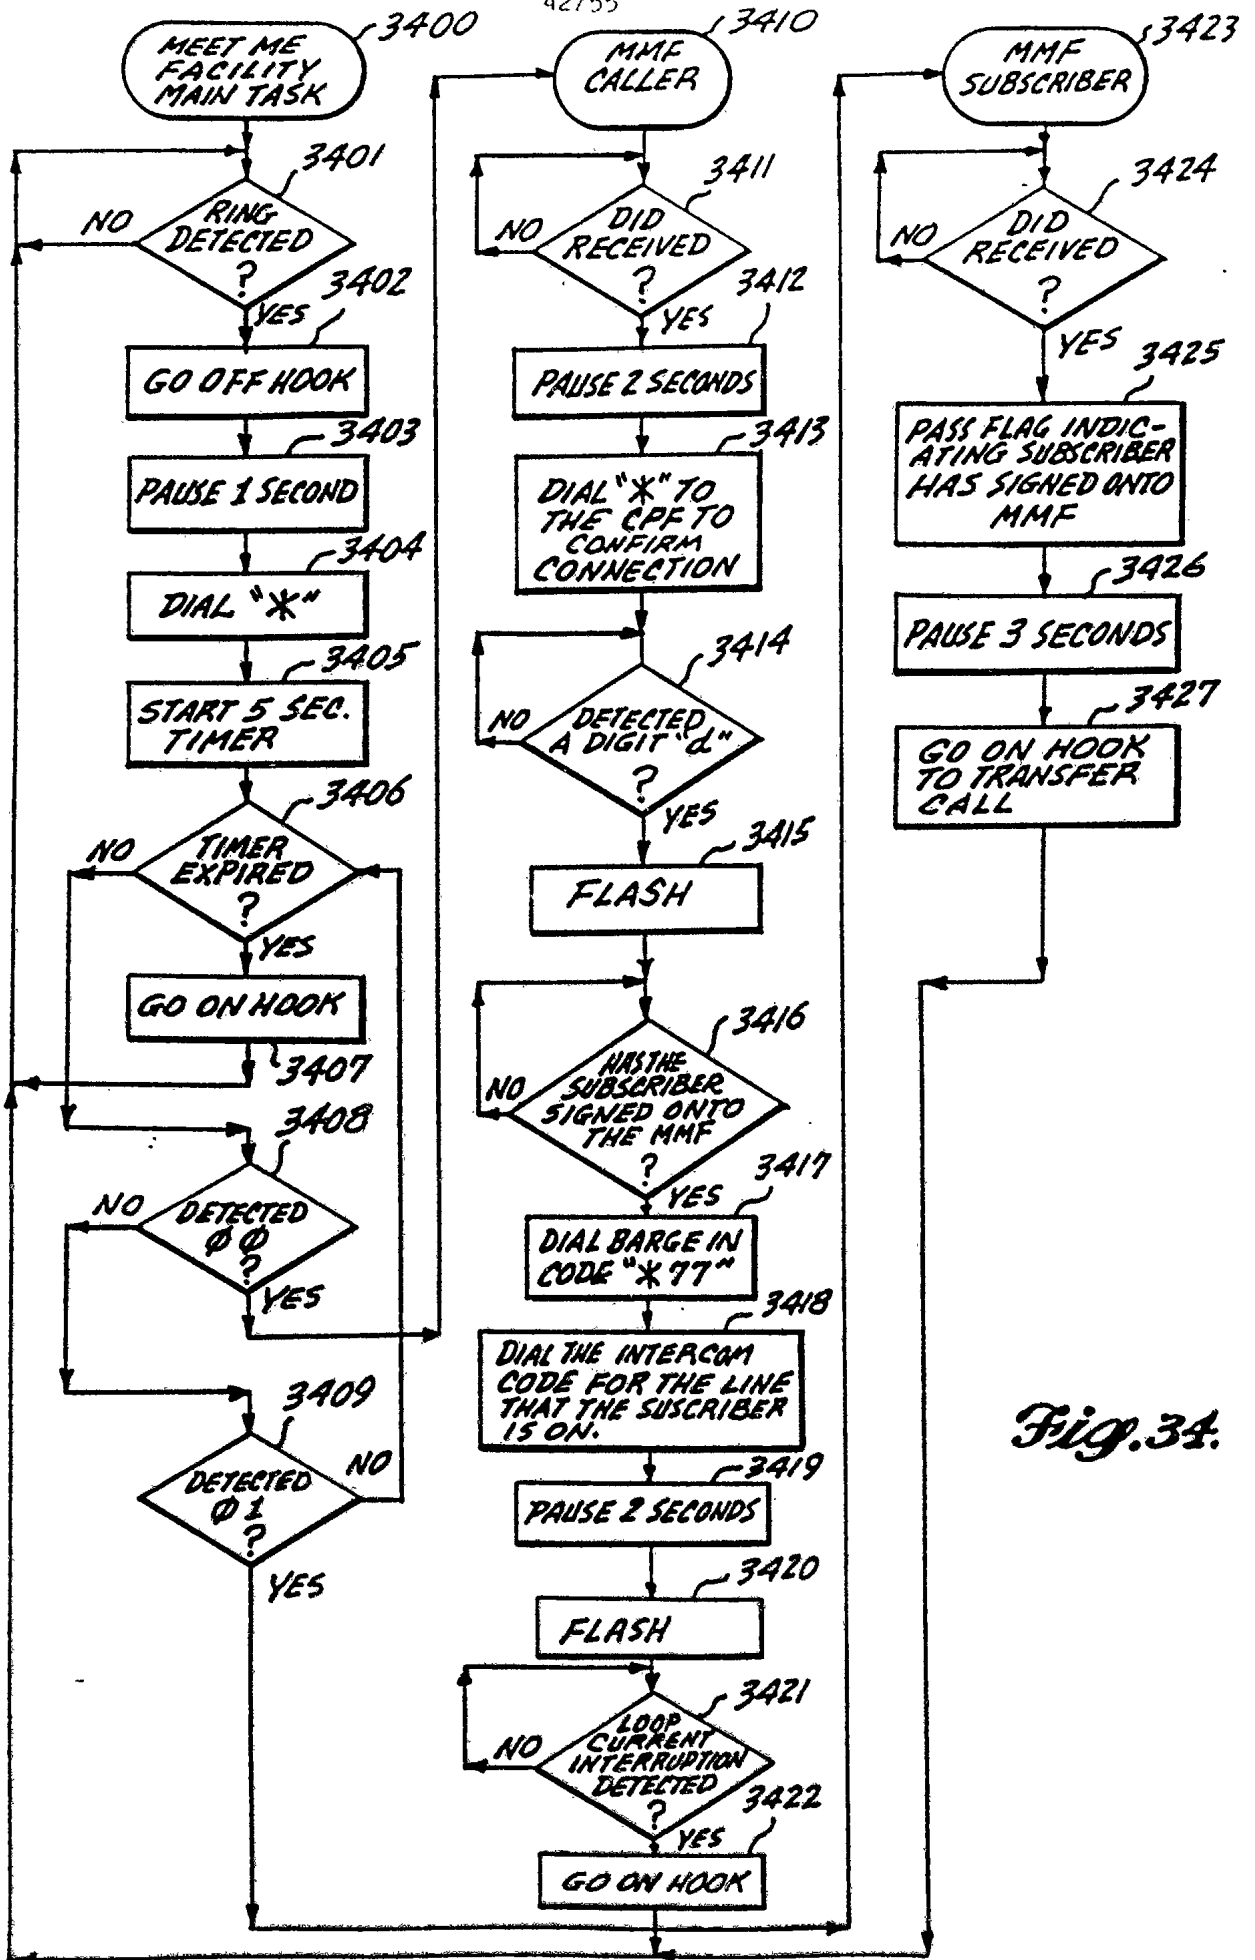 42755
3400
MEET ME
FACILITY
MAIN TASK
3401
RING
DETECTED
?
NO
YES
3402
GO OFF HOOK
3403
PAUSE 1 SECOND
3404
DIAL "*"
3405
START 5 SEC.
TIMER
3406
TIMER
EXPIRED
?
NO
YES
GO ON HOOK
3407
3408
DETECTED
ØØ
?
NO
YES
3409
DETECTED
Ø1
?
NO
YES
3410
MMF
CALLER
3411
DID
RECEIVED
?
NO
YES
3412
PAUSE 2 SECONDS
3413
DIAL "*" TO
THE CPF TO
CONFIRM
CONNECTION
3414
DETECTED
A DIGIT "d"
?
NO
YES
3415
FLASH
3416
HAS THE
SUBSCRIBER
SIGNED ONTO
THE MMF
?
NO
YES
3417
DIAL BARGE IN
CODE "*77"
3418
DIAL THE INTERCOM
CODE FOR THE LINE
THAT THE SUSCRIBER
IS ON.
3419
PAUSE 2 SECONDS
3420
FLASH
3421
LOOP
CURRENT
INTERRUPTION
DETECTED
?
NO
YES
3422
GO ON HOOK
3423
MMF
SUBSCRIBER
3424
DID
RECEIVED
?
NO
YES
3425
PASS FLAG INDIC-
ATING SUBSCRIBER
HAS SIGNED ONTO
MMF
3426
PAUSE 3 SECONDS
3427
GO ON HOOK
TO TRANSFER
CALL
Fig. 34.